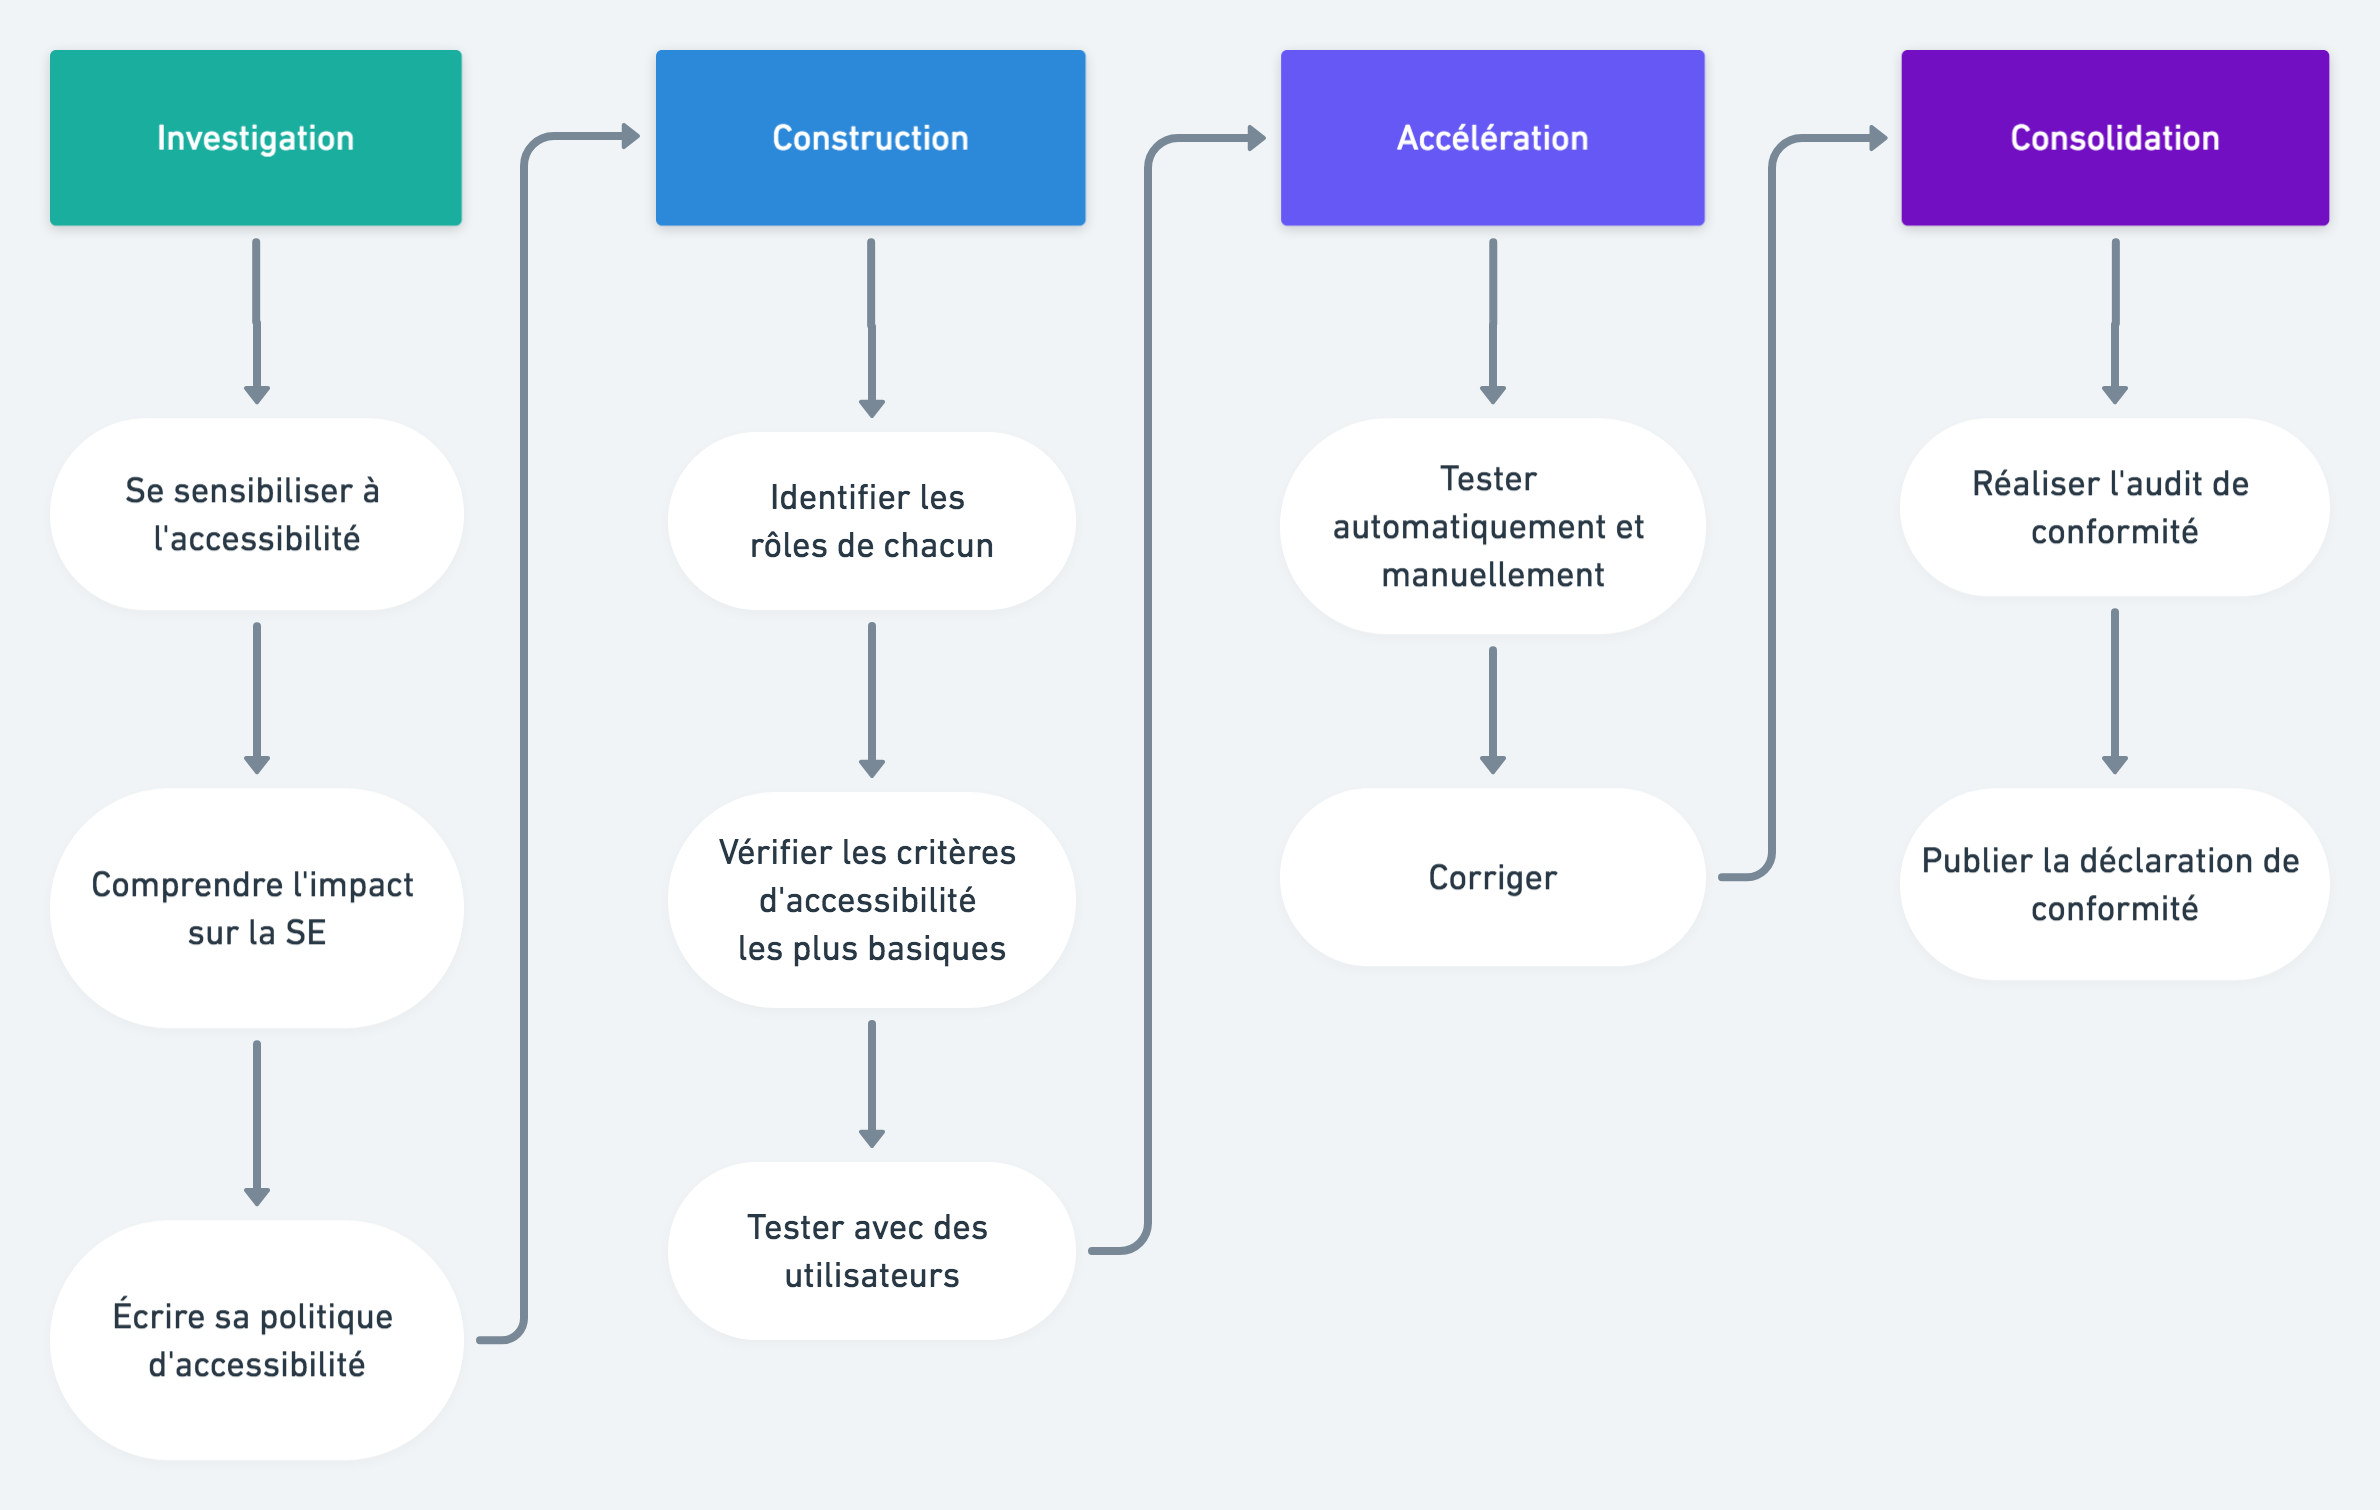 Investigation
Se sensibiliser à
l'accessibilité
Comprendre l'impact
sur la SE
Écrire sa politique
d'accessibilité
Construction
Identifier les
rôles de chacun
Vérifier les critères
d'accessibilité
les plus basiques
Tester avec des
utilisateurs
Accélération
Tester
automatiquement et
manuellement
Corriger
Consolidation
Réaliser l'audit de
conformité
Publier la déclaration de
conformité